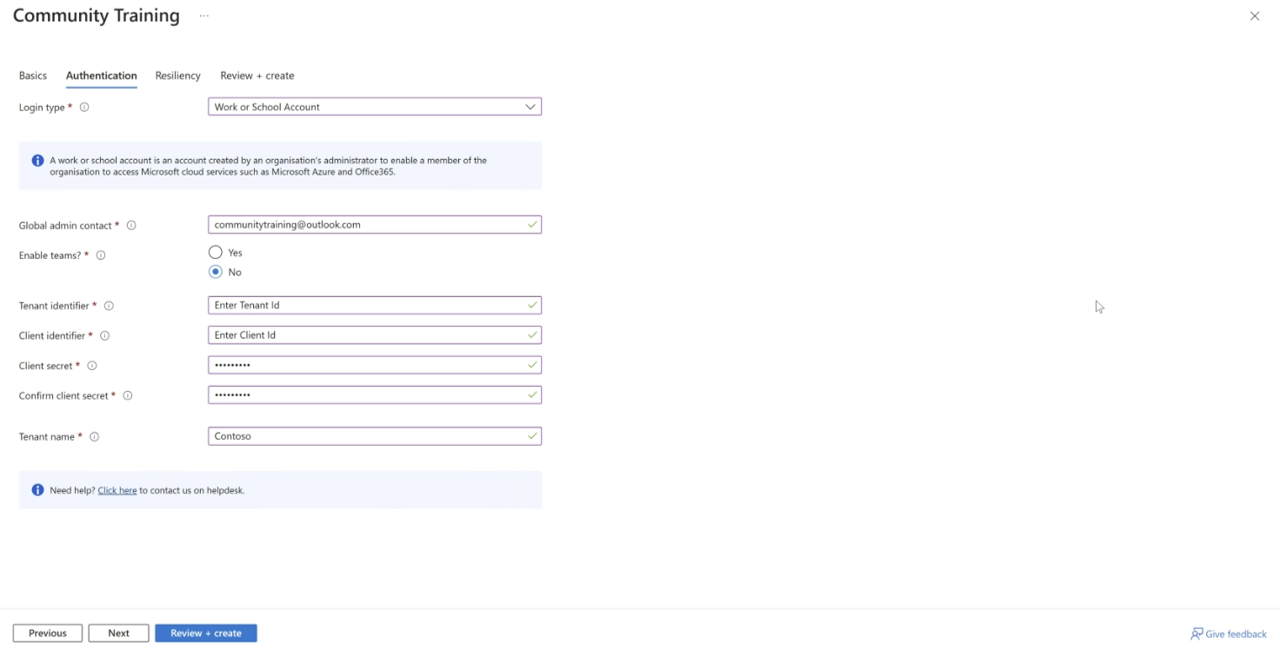 Community Training ...
Basics Authentication Resiliency Review + create
Login type * Work or School Account
A work or school account is an account created by an organisation's administrator to enable a member of the
organisation to access Microsoft cloud services such as Microsoft Azure and Office365.
Global admin contact * communitytraining@outlook.com
Enable teams? * Yes
No
Tenant identifier * Enter Tenant Id
Client identifier * Enter Client Id
Client secret * •••••••••
Confirm client secret * •••••••••
Tenant name * Contoso
Need help? Click here to contact us on helpdesk.
Previous Next Review + create Give feedback